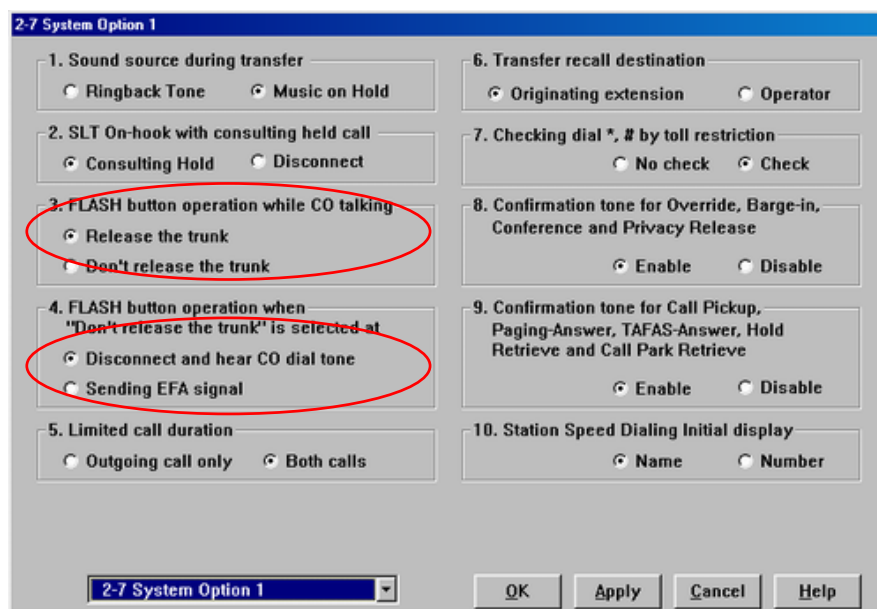 2-7 System Option 1
1. Sound source during transfer
Ringback Tone Music on Hold
2. SLT On-hook with consulting held call
Consulting Hold Disconnect
3. FLASH button operation while CO talking
Release the trunk
Don't release the trunk
4. FLASH button operation when
"Don't release the trunk" is selected at
Disconnect and hear CO dial tone
Sending EFA signal
5. Limited call duration
Outgoing call only Both calls
6. Transfer recall destination
Originating extension Operator
7. Checking dial *, # by toll restriction
No check Check
8. Confirmation tone for Override, Barge-in,
Conference and Privacy Release
Enable Disable
9. Confirmation tone for Call Pickup,
Paging-Answer, TAFAS-Answer, Hold
Retrieve and Call Park Retrieve
Enable Disable
10. Station Speed Dialing Initial display
Name Number
2-7 System Option 1
OK Apply Cancel Help